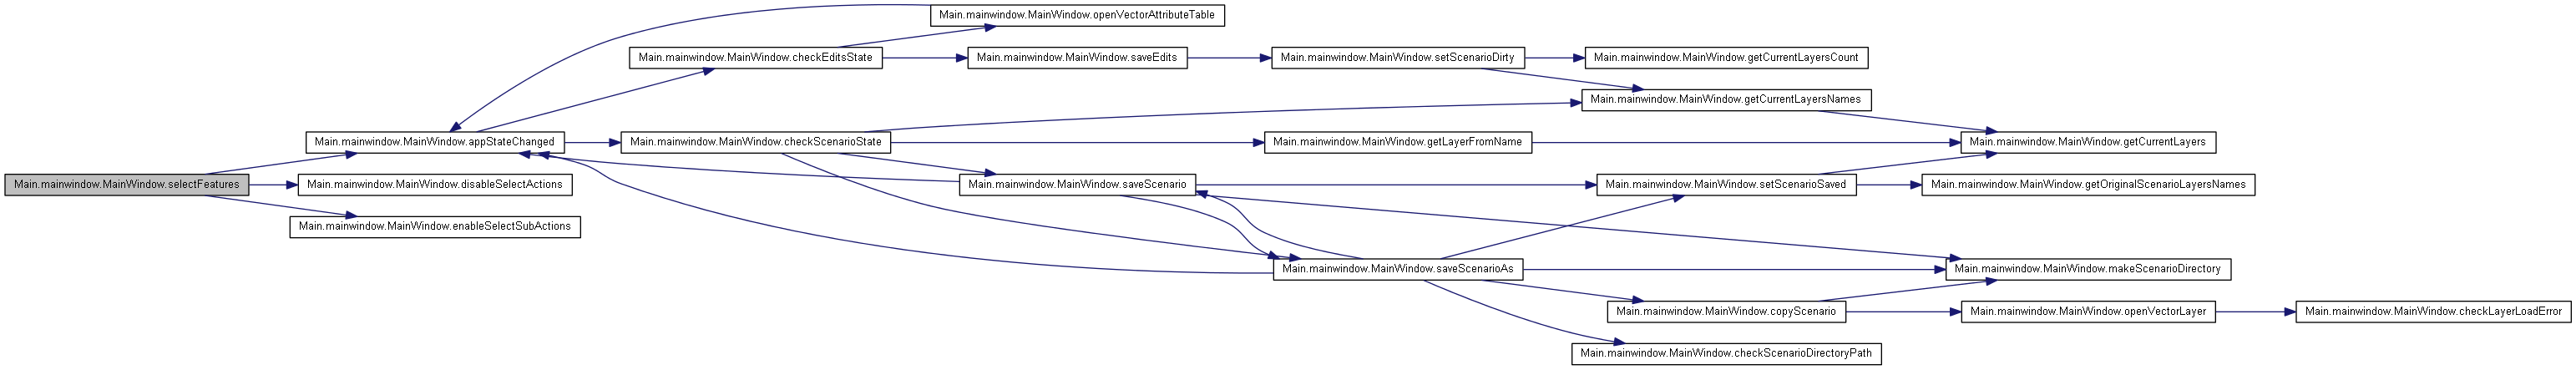 Main.mainwindow.MainWindow.openVectorAttributeTable
Main.mainwindow.MainWindow.checkEditsState
Main.mainwindow.MainWindow.saveEdits
Main.mainwindow.MainWindow.setScenarioDirty
Main.mainwindow.MainWindow.getCurrentLayersCount
Main.mainwindow.MainWindow.getCurrentLayersNames
Main.mainwindow.MainWindow.appStateChanged
Main.mainwindow.MainWindow.checkScenarioState
Main.mainwindow.MainWindow.getLayerFromName
Main.mainwindow.MainWindow.getCurrentLayers
Main.mainwindow.MainWindow.selectFeatures
Main.mainwindow.MainWindow.disableSelectActions
Main.mainwindow.MainWindow.saveScenario
Main.mainwindow.MainWindow.setScenarioSaved
Main.mainwindow.MainWindow.getOriginalScenarioLayersNames
Main.mainwindow.MainWindow.enableSelectSubActions
Main.mainwindow.MainWindow.saveScenarioAs
Main.mainwindow.MainWindow.makeScenarioDirectory
Main.mainwindow.MainWindow.copyScenario
Main.mainwindow.MainWindow.openVectorLayer
Main.mainwindow.MainWindow.checkLayerLoadError
Main.mainwindow.MainWindow.checkScenarioDirectoryPath